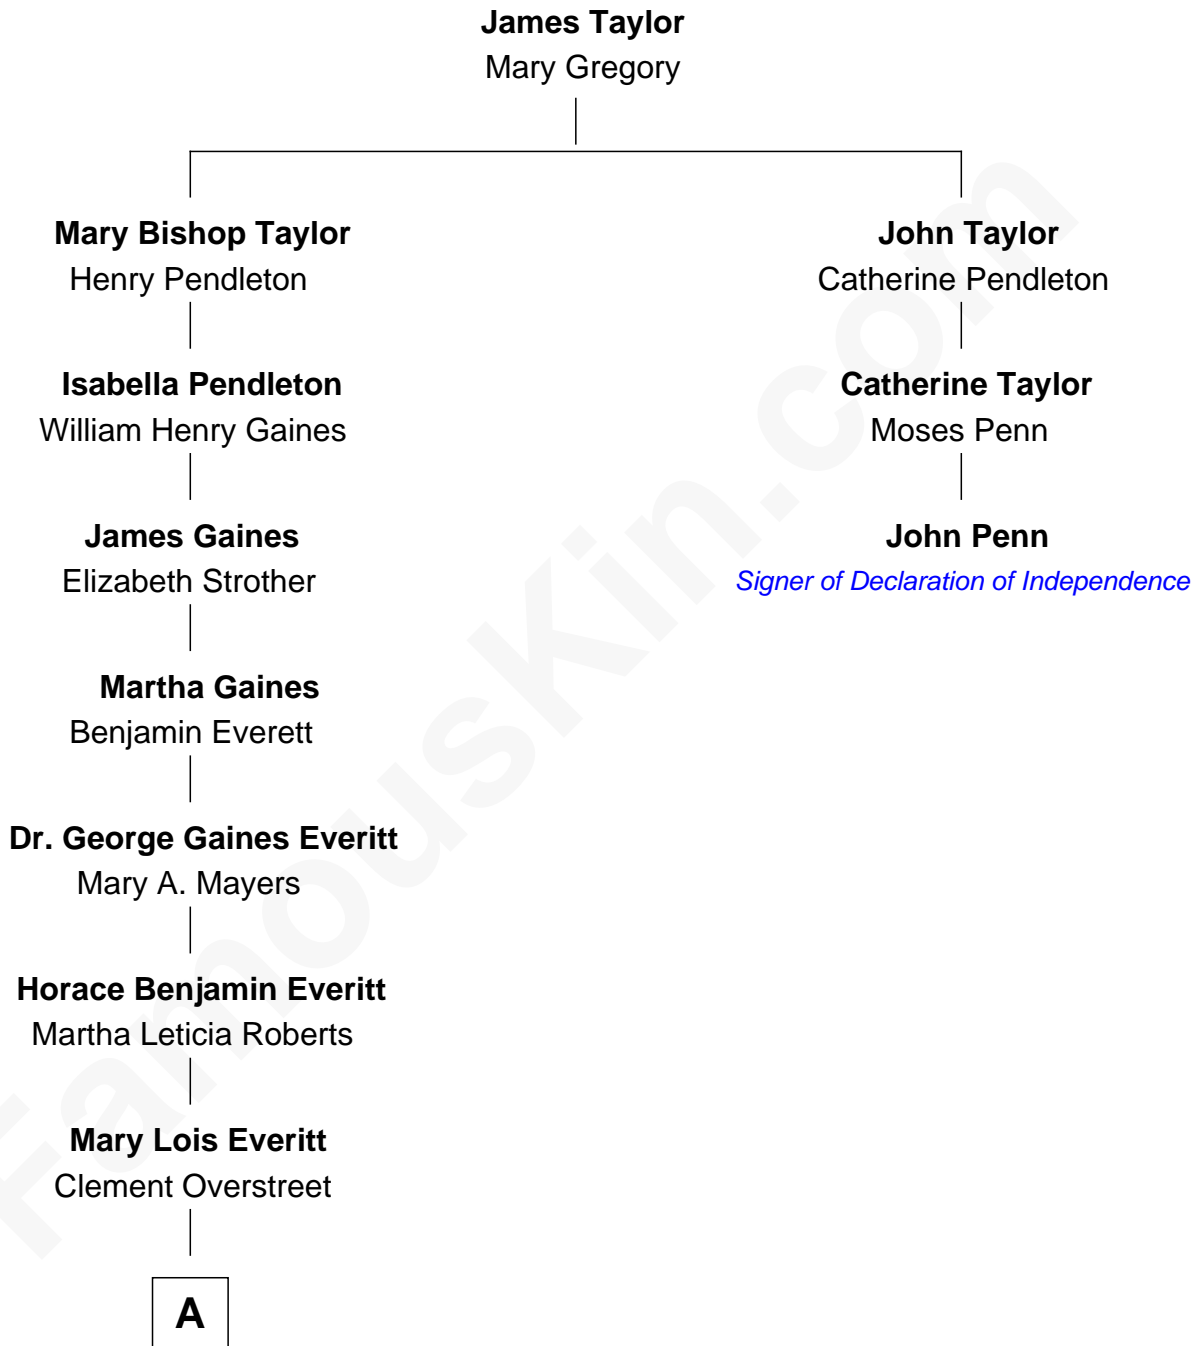 James Taylor
Mary Gregory
Mary Bishop Taylor
Henry Pendleton
John Taylor
Catherine Pendleton
Isabella Pendleton
William Henry Gaines
Catherine Taylor
Moses Penn
James Gaines
Elizabeth Strother
John Penn
Signer of Declaration of Independence
Martha Gaines
Benjamin Everett
Dr. George Gaines Everitt
Mary A. Mayers
Horace Benjamin Everitt
Martha Leticia Roberts
Mary Lois Everitt
Clement Overstreet
A
FamousKin.com